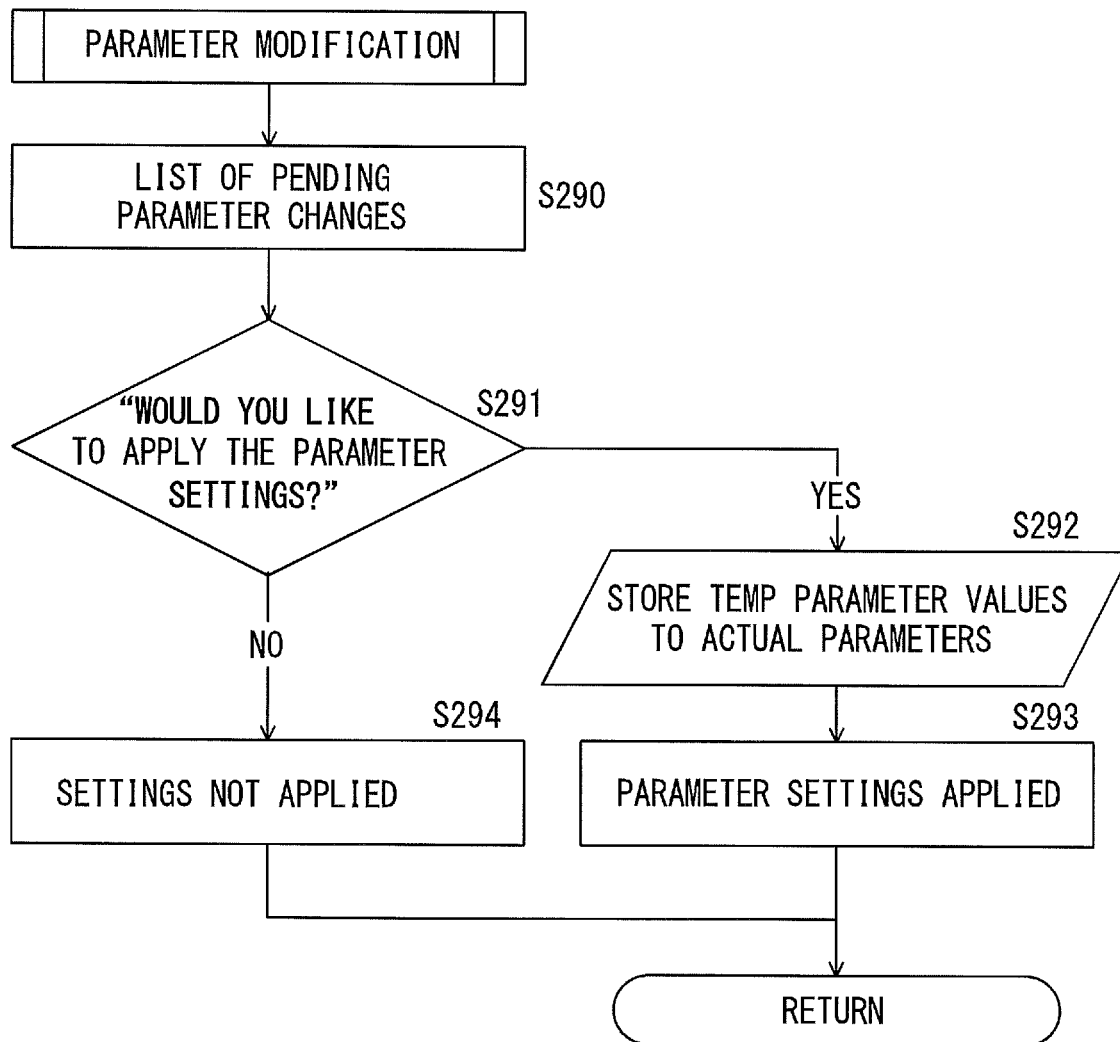 PARAMETER MODIFICATION
LIST OF PENDING
PARAMETER CHANGES
S290
“WOULD YOU LIKE
TO APPLY THE PARAMETER
SETTINGS?”
S291
YES
S292
STORE TEMP PARAMETER VALUES
TO ACTUAL PARAMETERS
NO
S294
SETTINGS NOT APPLIED
S293
PARAMETER SETTINGS APPLIED
RETURN